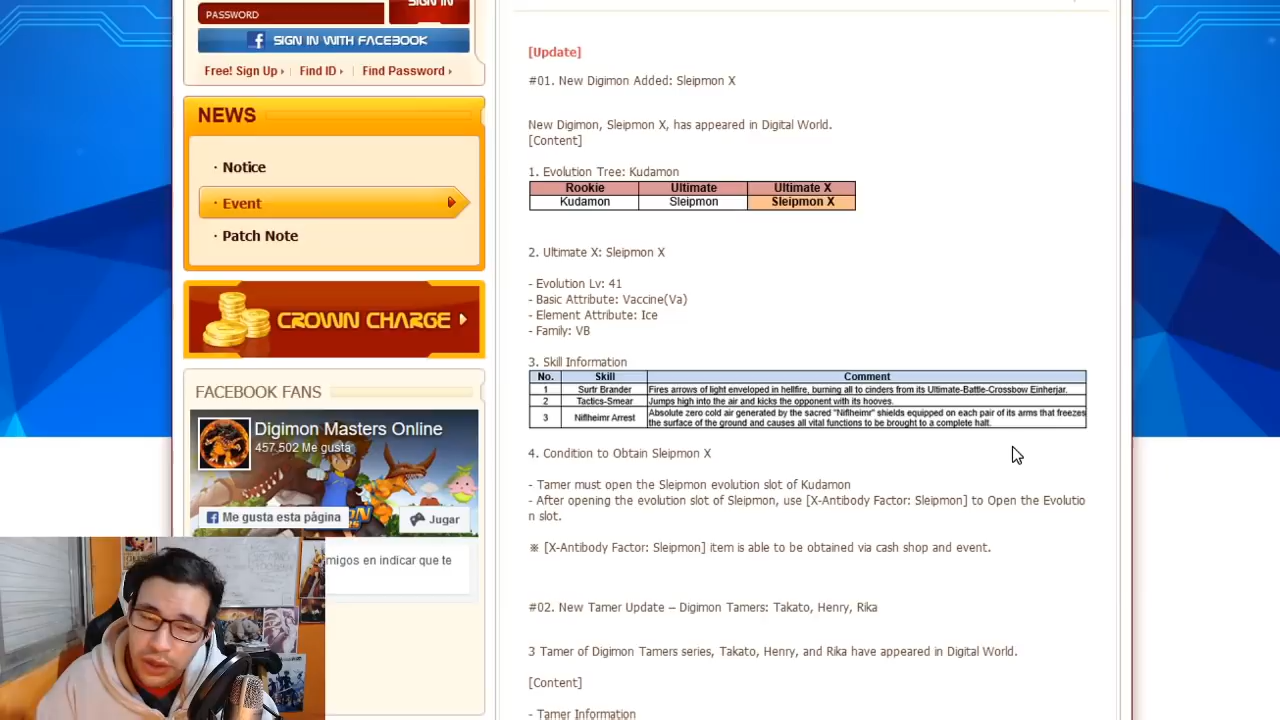 SIGN IN
PASSWORD
f SIGN IN WITH FACEBOOK
Free! Sign Up › Find ID › Find Password ›
NEWS
· Notice
· Event
· Patch Note
CROWN CHARGE
FACEBOOK FANS
Digimon Masters Online
457,502 Me gusta
Me gusta esta página
Jugar
migos en indicar que te
[Update]
#01. New Digimon Added: Sleipmon X
New Digimon, Sleipmon X, has appeared in Digital World.
[Content]
1. Evolution Tree: Kudamon
Rookie Ultimate Ultimate X
Kudamon Sleipmon Sleipmon X
2. Ultimate X: Sleipmon X
- Evolution Lv: 41
- Basic Attribute: Vaccine(Va)
- Element Attribute: Ice
- Family: VB
3. Skill Information
No. Skill Comment
1 Surtr Brander Fires arrows of light enveloped in hellfire, burning all to cinders from its Ultimate-Battle-Crossbow Einherjar.
2 Tactics-Smear Jumps high into the air and kicks the opponent with its hooves.
3 Niflheimr Arrest Absolute zero cold air generated by the sacred "Niflheimr" shields equipped on each pair of its arms that freezes
the surface of the ground and causes all vital functions to be brought to a complete halt.
4. Condition to Obtain Sleipmon X
- Tamer must open the Sleipmon evolution slot of Kudamon
- After opening the evolution slot of Sleipmon, use [X-Antibody Factor: Sleipmon] to Open the Evolutio
n slot.
※ [X-Antibody Factor: Sleipmon] item is able to be obtained via cash shop and event.
#02. New Tamer Update – Digimon Tamers: Takato, Henry, Rika
3 Tamer of Digimon Tamers series, Takato, Henry, and Rika have appeared in Digital World.
[Content]
- Tamer Information